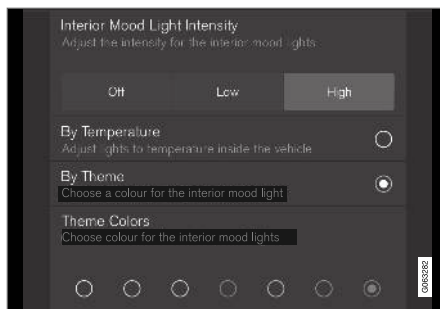 Interior Mood Light Intensity
Adjust the intensity for the interior mood lights
Off Low High
By Temperature
Adjust lights to temperature inside the vehicle
By Theme
Choose a colour for the interior mood light
Theme Colors
Choose colour for the interior mood lights
G063282